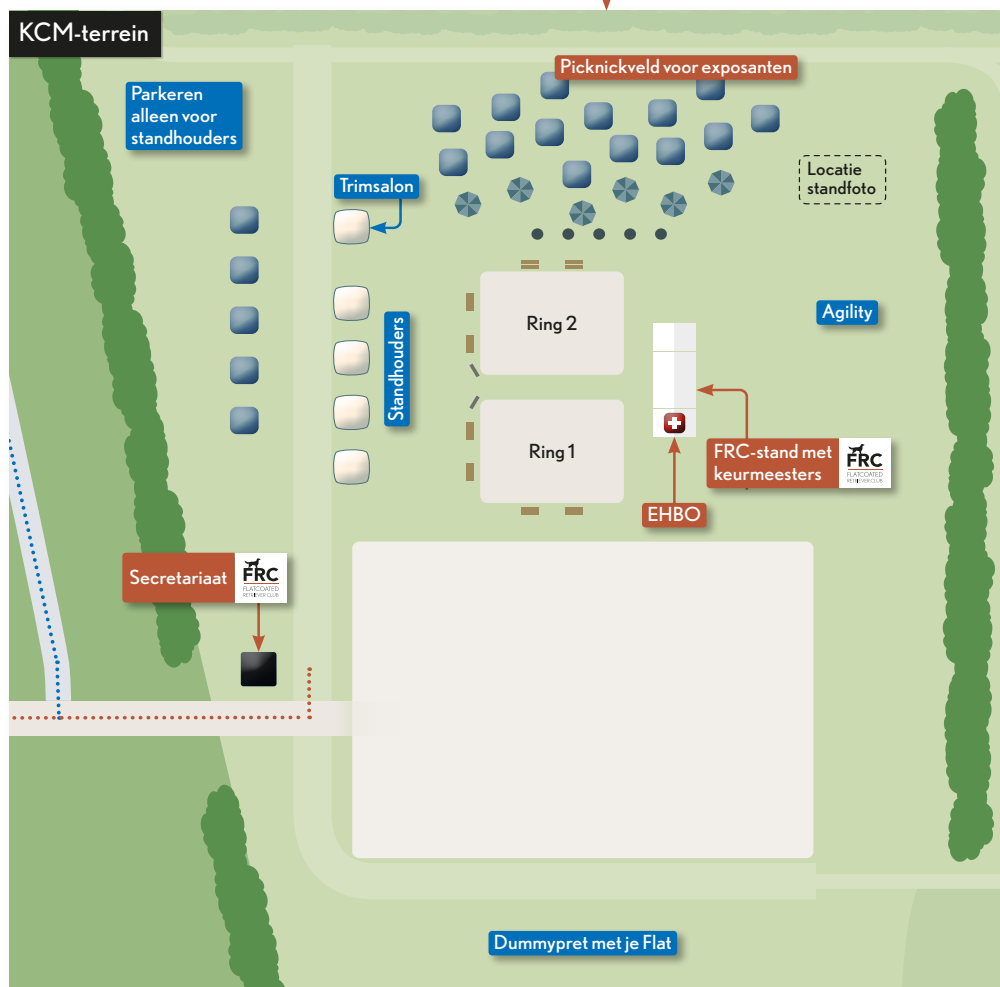 KCM-terrein
Picknickveld voor exposanten
Parkeren
alleen voor
standhouders
Trimsalon
Locatie
standfoto
Standhouders
Ring 2
Agility
Ring 1
FRC-stand met
keurmeesters
FRC
FLATCOATED
RETRIEVER CLUB
EHBO
Secretariaat
FRC
FLATCOATED
RETRIEVER CLUB
Dummypret met je Flat